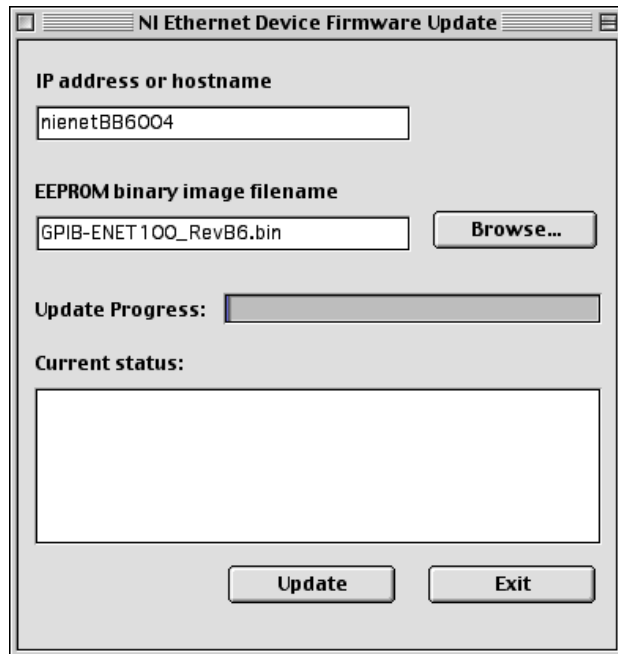 NI Ethernet Device Firmware Update
IP address or hostname
nienetBB6004
EEPROM binary image filename
GPIB-ENET100_RevB6.bin
Browse...
Update Progress:
Current status:
Update
Exit